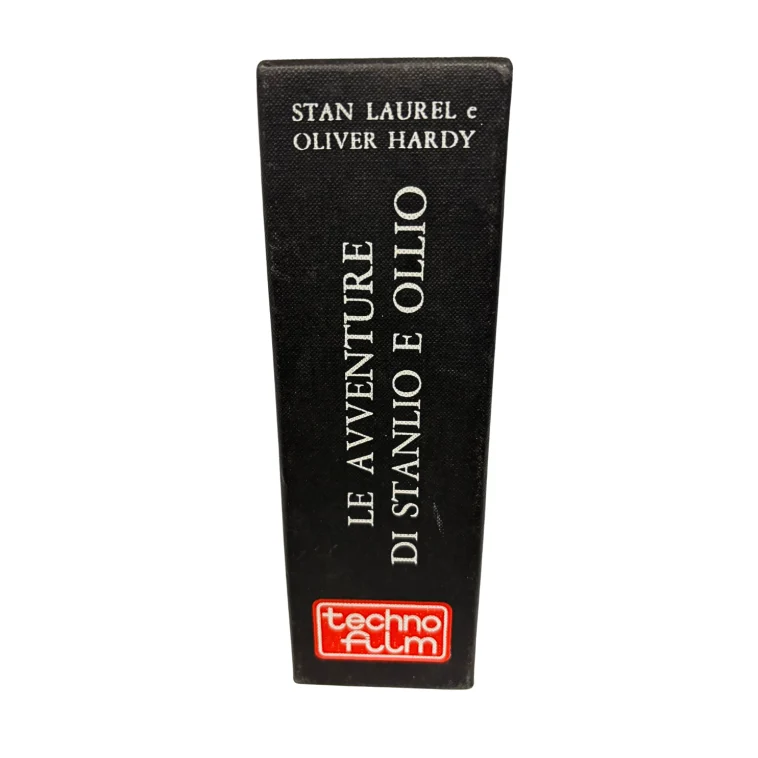 STAN LAUREL e
OLIVER HARDY
LE AVVENTURE
DI STANLIO E OLLIO
techno
film